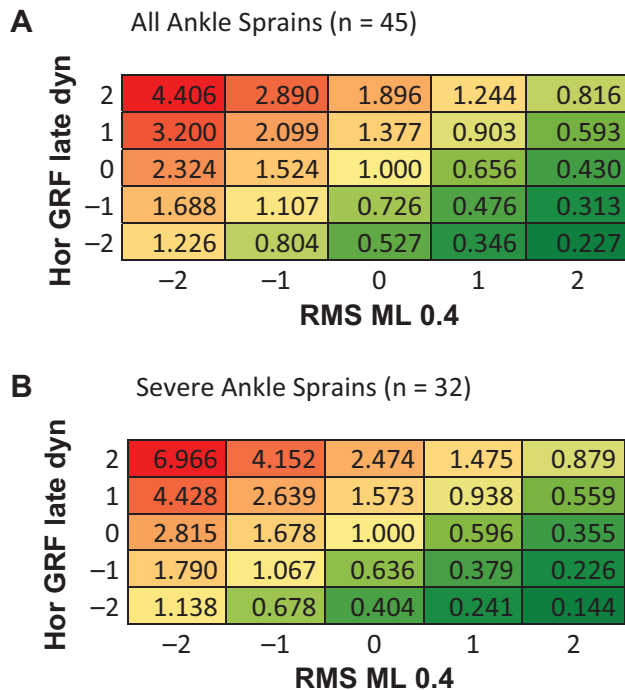 A All Ankle Sprains (n = 45)
Hor GRF late dyn
2 4.406 2.890 1.896 1.244 0.816
1 3.200 2.099 1.377 0.903 0.593
0 2.324 1.524 1.000 0.656 0.430
−1 1.688 1.107 0.726 0.476 0.313
−2 1.226 0.804 0.527 0.346 0.227
−2 −1 0 1 2
RMS ML 0.4
B Severe Ankle Sprains (n = 32)
Hor GRF late dyn
2 6.966 4.152 2.474 1.475 0.879
1 4.428 2.639 1.573 0.938 0.559
0 2.815 1.678 1.000 0.596 0.355
−1 1.790 1.067 0.636 0.379 0.226
−2 1.138 0.678 0.404 0.241 0.144
−2 −1 0 1 2
RMS ML 0.4